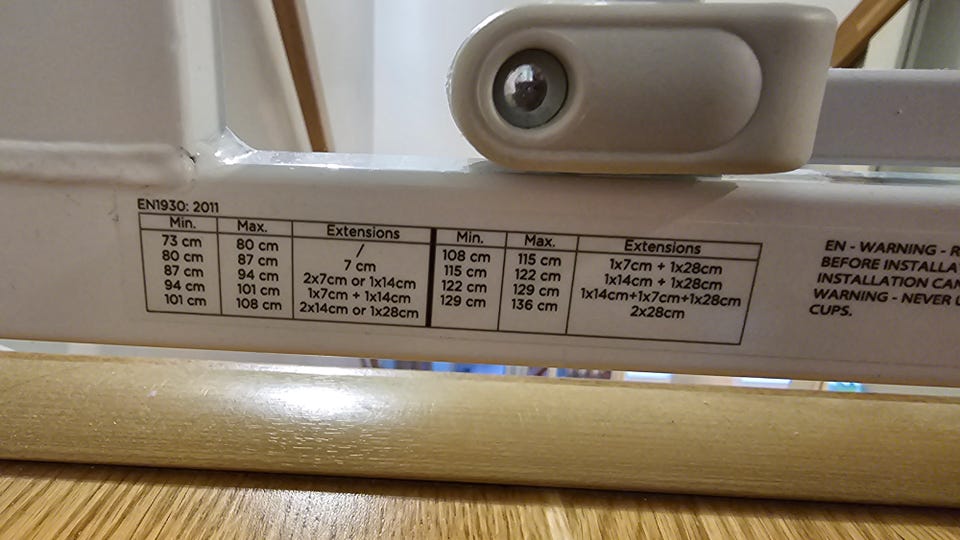 EN1930: 2011
Min. Max. Extensions Min. Max. Extensions
73 cm 80 cm / 108 cm 115 cm 1x7cm + 1x28cm
80 cm 87 cm 7 cm 115 cm 122 cm 1x14cm + 1x28cm
87 cm 94 cm 2x7cm or 1x14cm 122 cm 129 cm 1x14cm+1x7cm+1x28cm
94 cm 101 cm 1x7cm + 1x14cm 129 cm 136 cm 2x28cm
101 cm 108 cm 2x14cm or 1x28cm
EN - WARNING - R
BEFORE INSTALLA
INSTALLATION CAN
WARNING - NEVER U
CUPS.